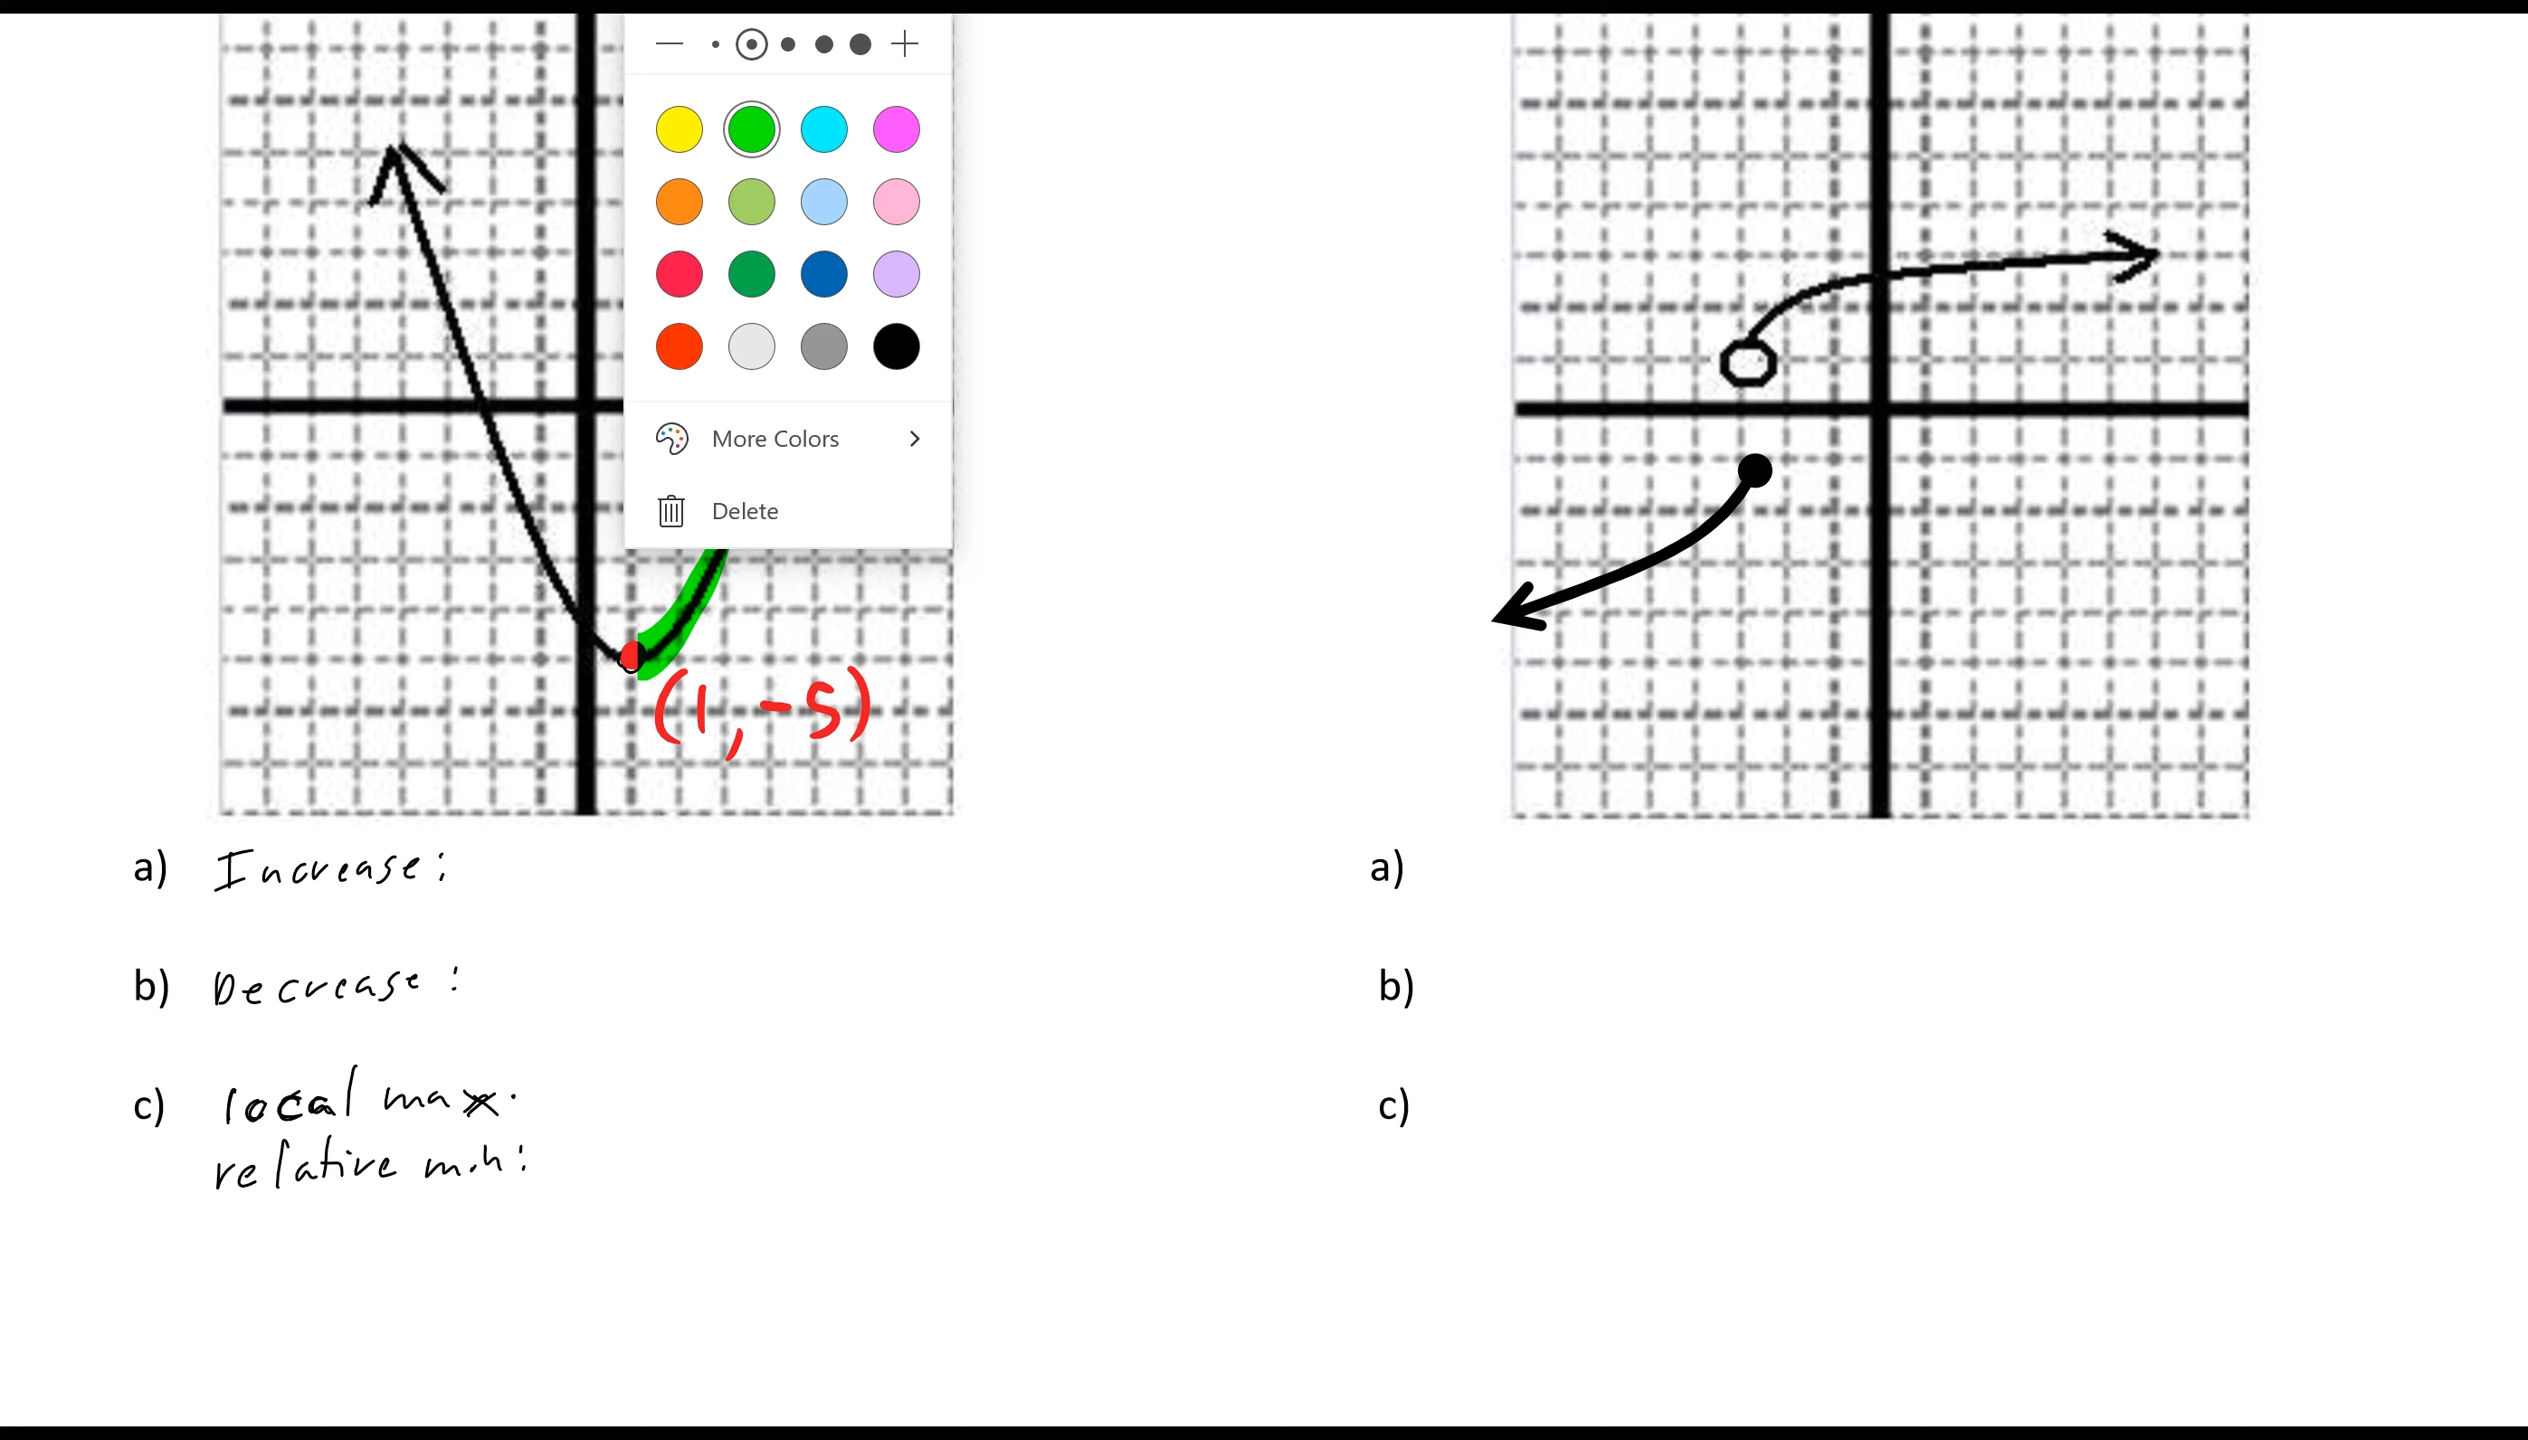 More Colors
Delete
(1, -5)
a) Increase:
b) Decrease:
c) local max.
relative min:
a)
b)
c)